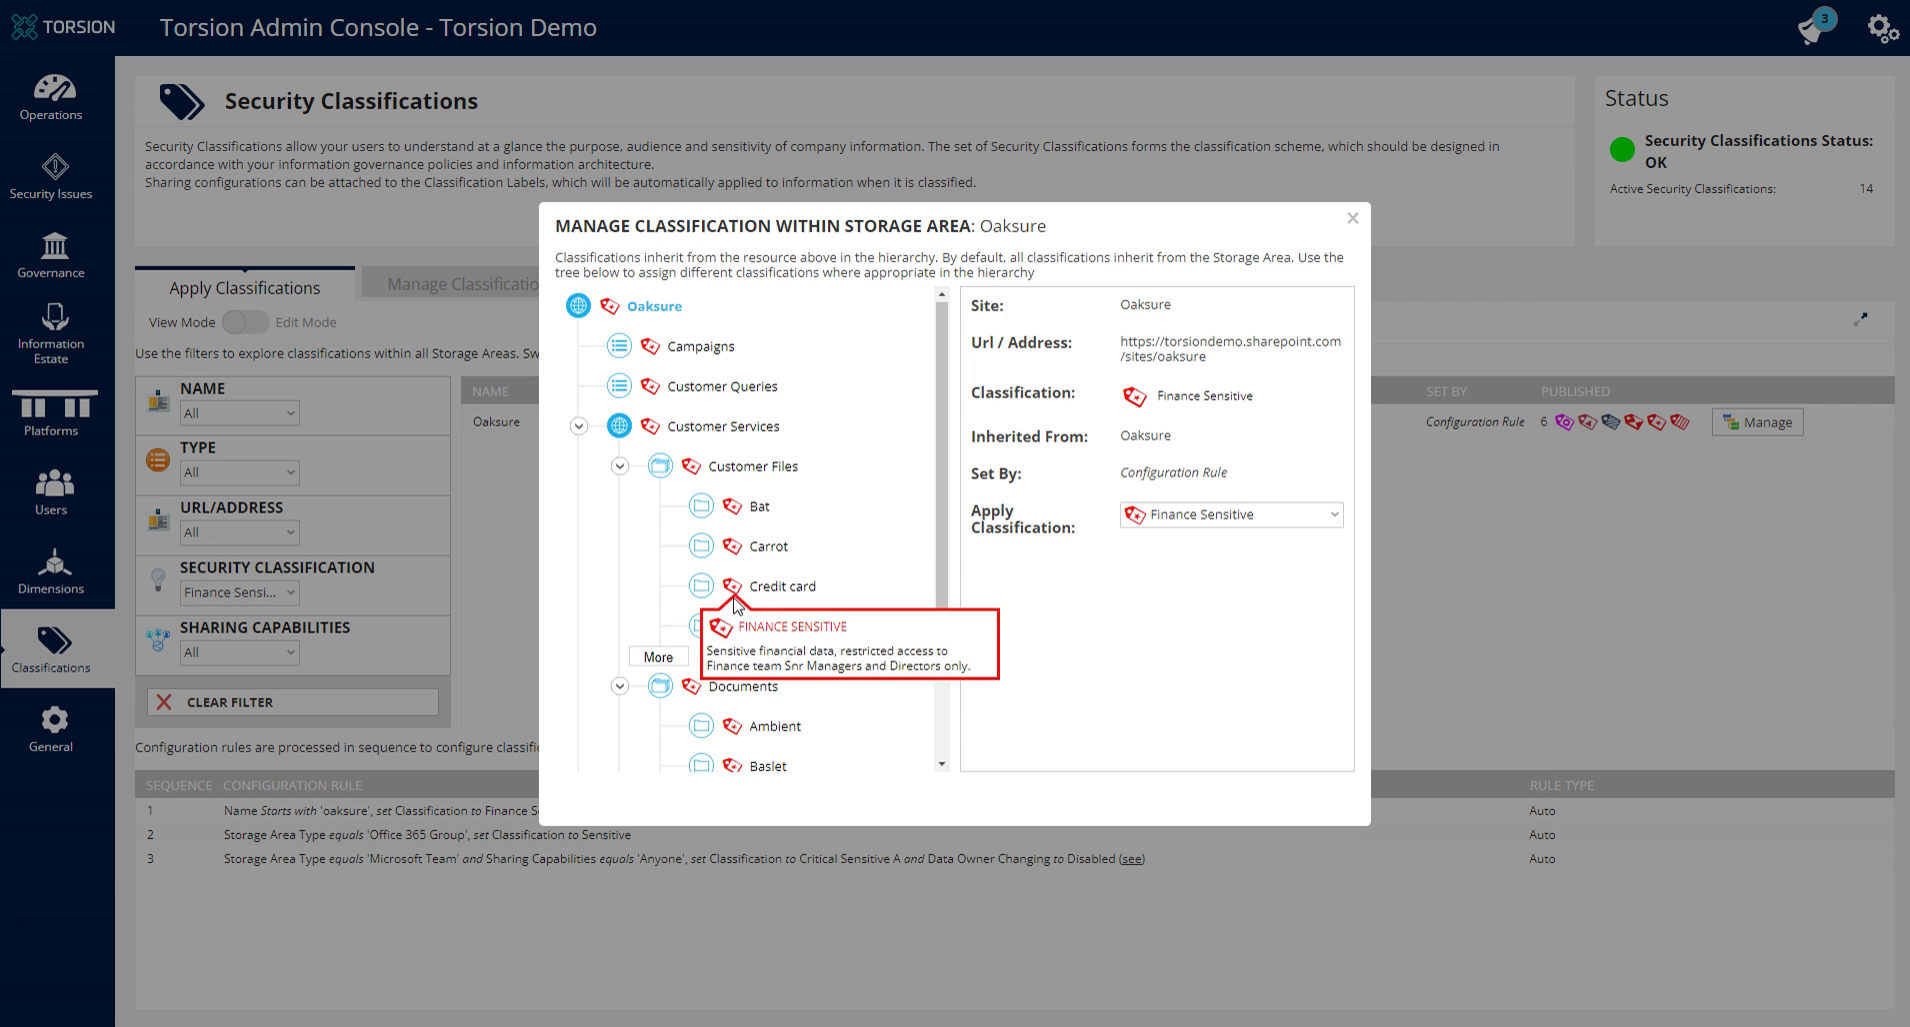 TORSION
Torsion Admin Console - Torsion Demo
3
Operations
Security Issues
Governance
Information
Estate
Platforms
Users
Dimensions
Classifications
General
Security Classifications
Security Classifications allow your users to understand at a glance the purpose, audience and sensitivity of company information. The set of Security Classifications forms the classification scheme, which should be designed in
accordance with your information governance policies and information architecture.
Sharing configurations can be attached to the Classification Labels, which will be automatically applied to information when it is classified.
Status
Security Classifications Status:
OK
Active Security Classifications: 14
Apply Classifications
Manage Classificatio
View Mode Edit Mode
Use the filters to explore classifications within all Storage Areas. Sw
NAME
All
TYPE
All
URL/ADDRESS
All
SECURITY CLASSIFICATION
Finance Sensi...
SHARING CAPABILITIES
All
CLEAR FILTER
NAME SET BY PUBLISHED
Oaksure Configuration Rule 6 Manage
Configuration rules are processed in sequence to configure classifi
SEQUENCE CONFIGURATION RULE RULE TYPE
1 Name Starts with 'oaksure', set Classification to Finance S Auto
2 Storage Area Type equals 'Office 365 Group', set Classification to Sensitive Auto
3 Storage Area Type equals 'Microsoft Team' and Sharing Capabilities equals 'Anyone', set Classification to Critical Sensitive A and Data Owner Changing to Disabled (see) Auto
MANAGE CLASSIFICATION WITHIN STORAGE AREA: Oaksure
Classifications inherit from the resource above in the hierarchy. By default, all classifications inherit from the Storage Area. Use the
tree below to assign different classifications where appropriate in the hierarchy
Oaksure
Campaigns
Customer Queries
Customer Services
Customer Files
Bat
Carrot
Credit card
FINANCE SENSITIVE
Sensitive financial data, restricted access to
Finance team Snr Managers and Directors only.
More
Documents
Ambient
Baslet
Site: Oaksure
Url / Address: https://torsiondemo.sharepoint.com
/sites/oaksure
Classification: Finance Sensitive
Inherited From: Oaksure
Set By: Configuration Rule
Apply
Classification: Finance Sensitive